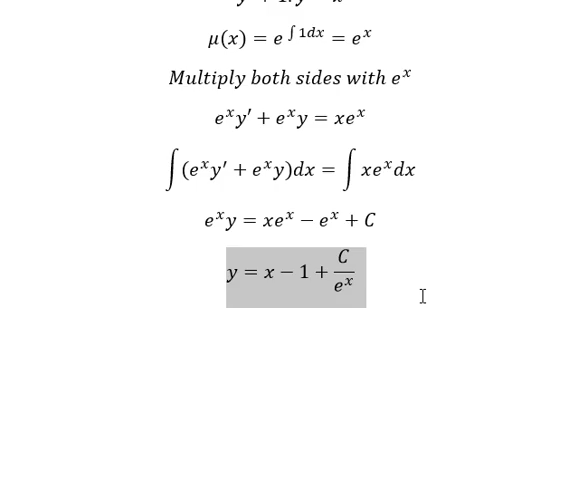 μ(x) = e^{∫1dx} = e^x
Multiply both sides with e^x
e^x y′ + e^x y = xe^x
∫(e^x y′ + e^x y)dx = ∫xe^x dx
e^x y = xe^x − e^x + C
y = x − 1 + C/e^x